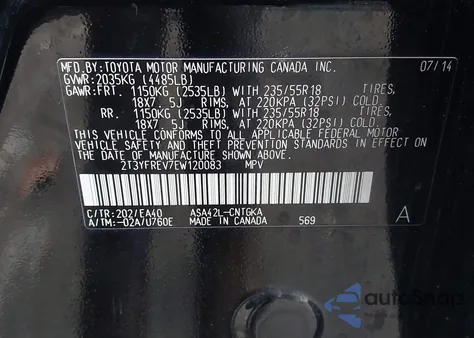 MFD.BY:TOYOTA MOTOR MANUFACTURING CANADA INC. 07/14
GVWR:2035KG (4485LB)
GAWR:FRT. 1150KG (2535LB) WITH 235/55R18 TIRES,
18X7.5J RIMS, AT 220KPA (32PSI) COLD.
RR. 1150KG (2535LB) WITH 235/55R18 TIRES,
18X7.5J RIMS, AT 220KPA (32PSI) COLD.
THIS VEHICLE CONFORMS TO ALL APPLICABLE FEDERAL MOTOR
VEHICLE SAFETY AND THEFT PREVENTION STANDARDS IN EFFECT ON THE
DATE OF MANUFACTURE SHOWN ABOVE.
2T3YFREV7EW120083 MPV
C/TR:202/EA40 ASA42L-CNTGKA
A/TM:-02A/U760E MADE IN CANADA 569 A
autoSnap